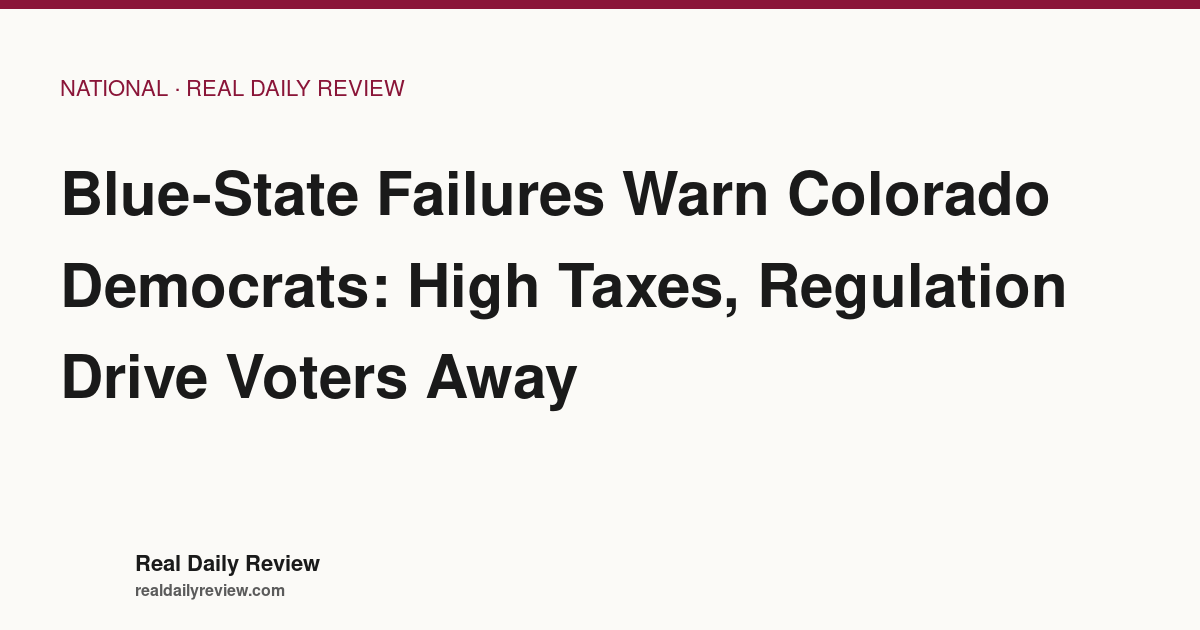 NATIONAL · REAL DAILY REVIEW
Blue-State Failures Warn Colorado
Democrats: High Taxes, Regulation
Drive Voters Away
Real Daily Review
realdailyreview.com